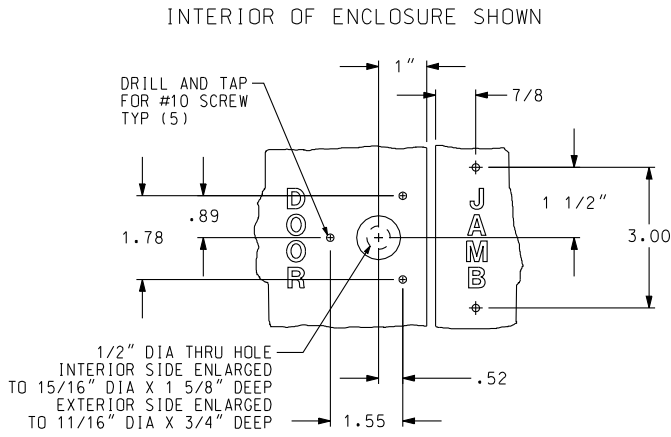 INTERIOR OF ENCLOSURE SHOWN
1"
DRILL AND TAP
FOR #10 SCREW
TYP (5)
7/8
DOOR
JAMB
.89
1.78
1 1/2"
3.00
1/2" DIA THRU HOLE
INTERIOR SIDE ENLARGED
TO 15/16" DIA X 1 5/8" DEEP
EXTERIOR SIDE ENLARGED
TO 11/16" DIA X 3/4" DEEP
.52
1.55